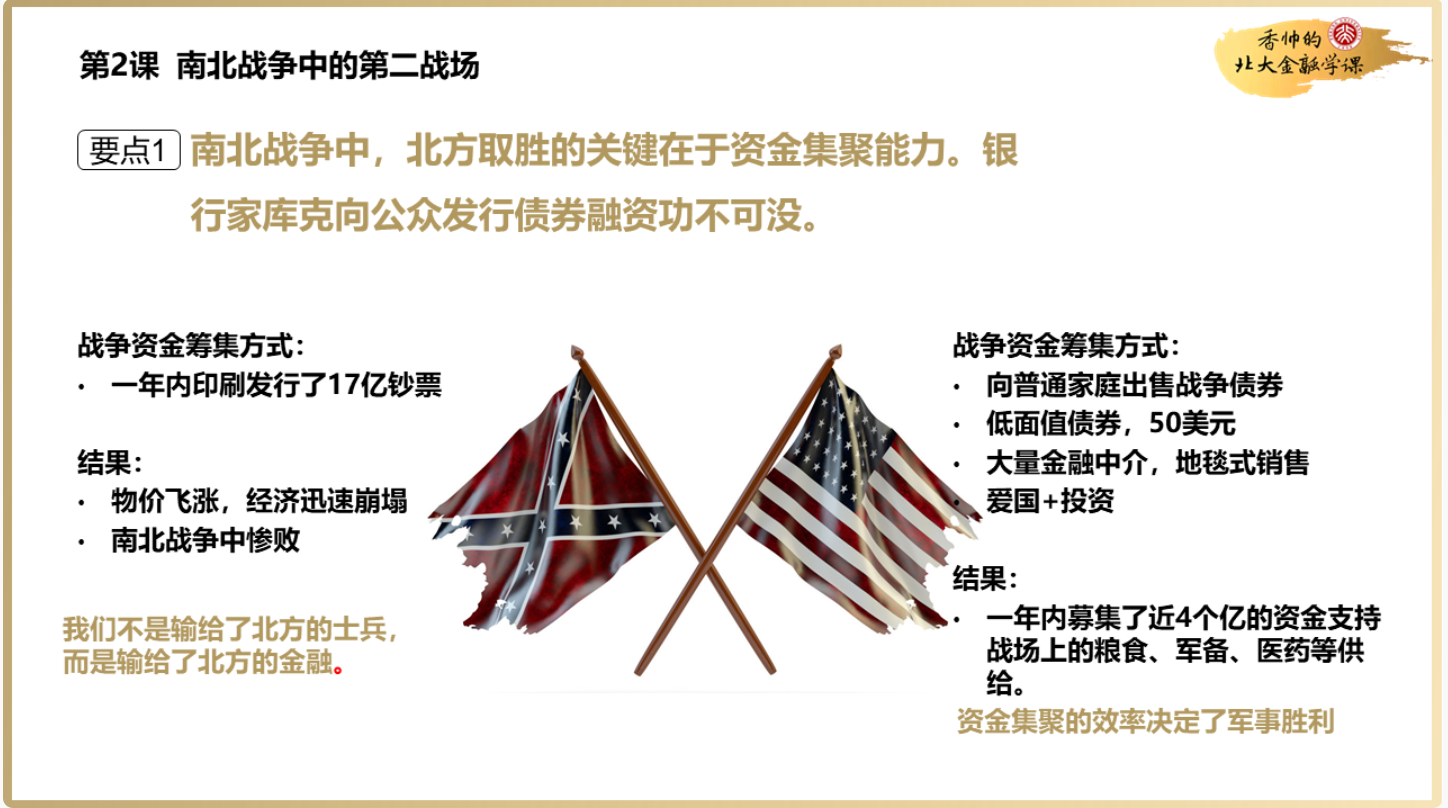 第2课 南北战争中的第二战场
香帅的
北大金融学课
要点1 南北战争中，北方取胜的关键在于资金集聚能力。银
行家库克向公众发行债券融资功不可没。
战争资金筹集方式：
• 一年内印刷发行了17亿钞票
结果：
• 物价飞涨，经济迅速崩塌
• 南北战争中惨败
我们不是输给了北方的士兵，
而是输给了北方的金融。
战争资金筹集方式：
• 向普通家庭出售战争债券
• 低面值债券，50美元
• 大量金融中介，地毯式销售
• 爱国+投资
结果：
• 一年内募集了近4个亿的资金支持
战场上的粮食、军备、医药等供
给。
资金集聚的效率决定了军事胜利